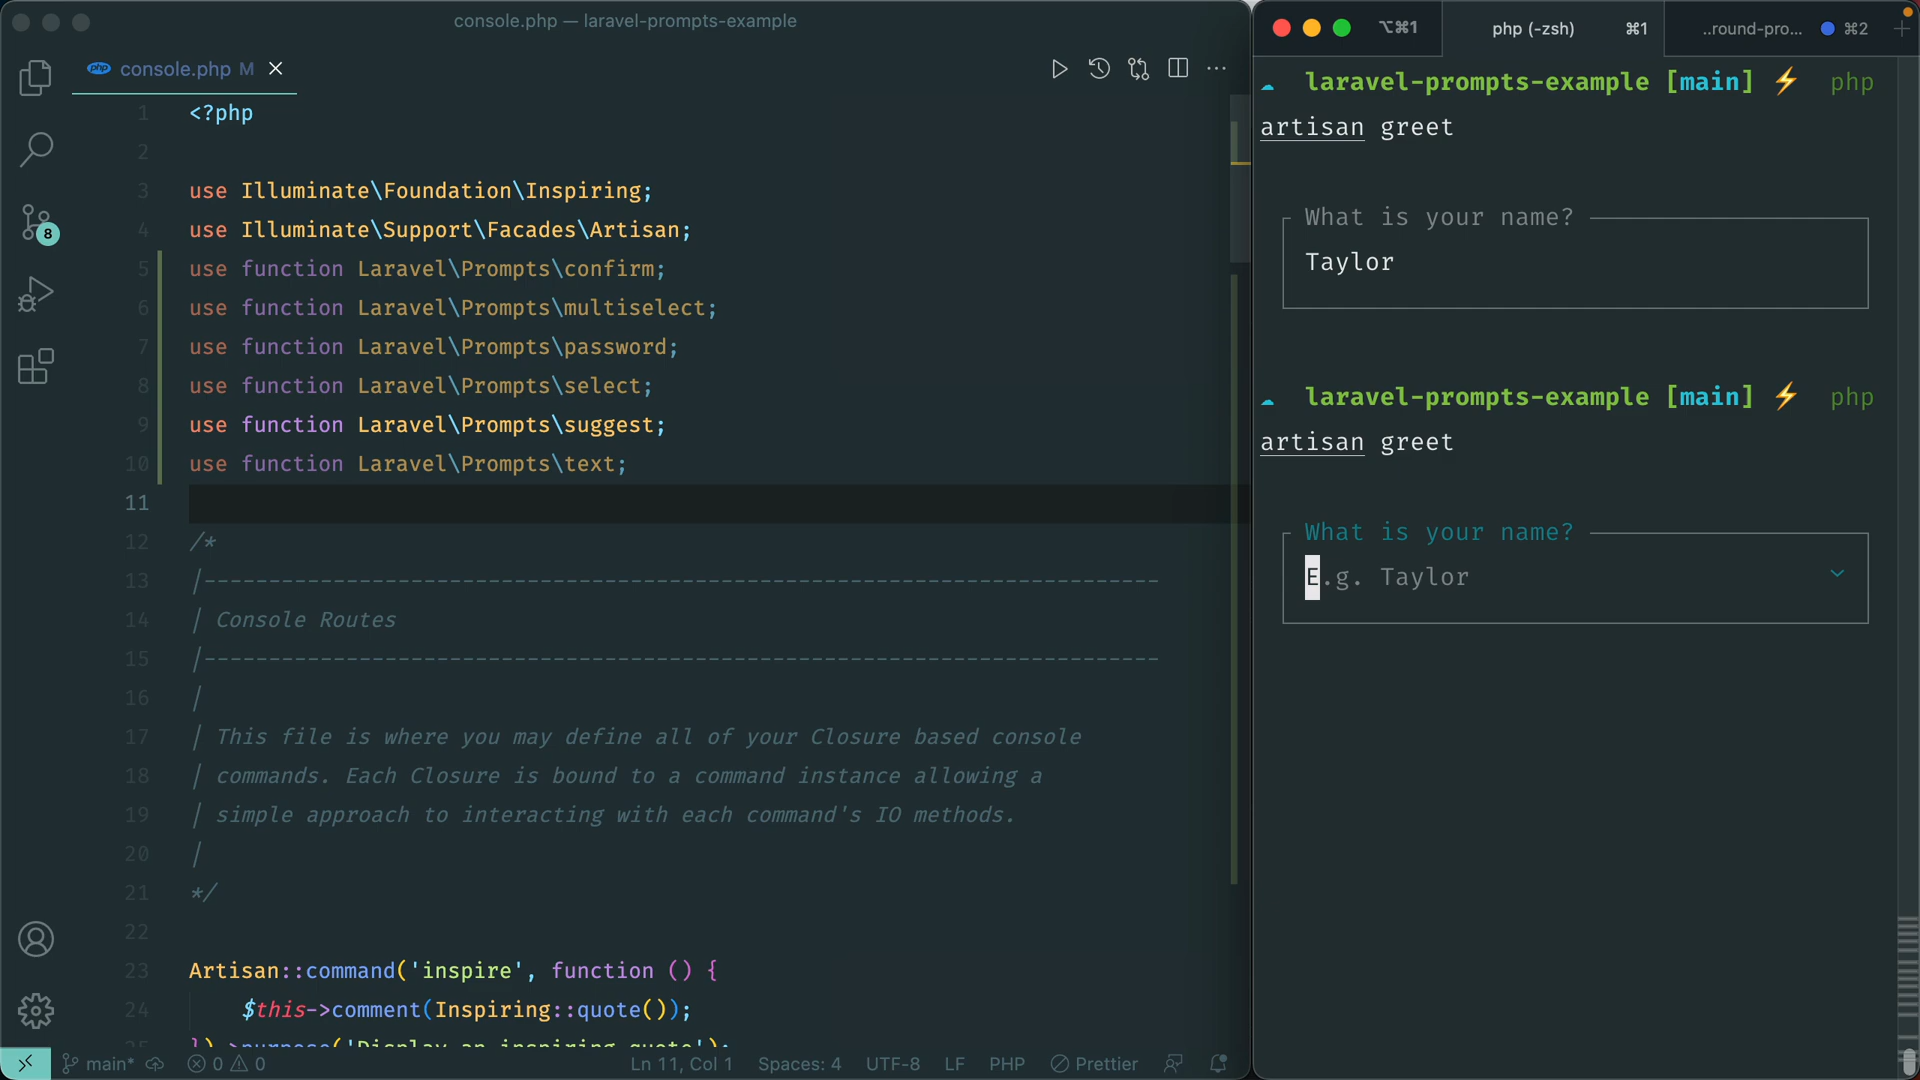 console.php — laravel-prompts-example
console.php M
1 <?php
2
3 use Illuminate\Foundation\Inspiring;
4 use Illuminate\Support\Facades\Artisan;
5 use function Laravel\Prompts\confirm;
6 use function Laravel\Prompts\multiselect;
7 use function Laravel\Prompts\password;
8 use function Laravel\Prompts\select;
9 use function Laravel\Prompts\suggest;
10 use function Laravel\Prompts\text;
11
12 /*
13 |--------------------------------------------------------------------------
14 | Console Routes
15 |--------------------------------------------------------------------------
16 |
17 | This file is where you may define all of your Closure based console
18 | commands. Each Closure is bound to a command instance allowing a
19 | simple approach to interacting with each command's IO methods.
20 |
21 */
22
23 Artisan::command('inspire', function () {
24 $this->comment(Inspiring::quote());
25 })->purpose('Display an inspiring quote');
8
main* 0 0 Ln 11, Col 1 Spaces: 4 UTF-8 LF PHP Prettier
⌥⌘1 php (-zsh) ⌘1 ..round-pro... ⌘2
laravel-prompts-example [main] ⚡ php
artisan greet
What is your name?
Taylor
laravel-prompts-example [main] ⚡ php
artisan greet
What is your name?
E.g. Taylor